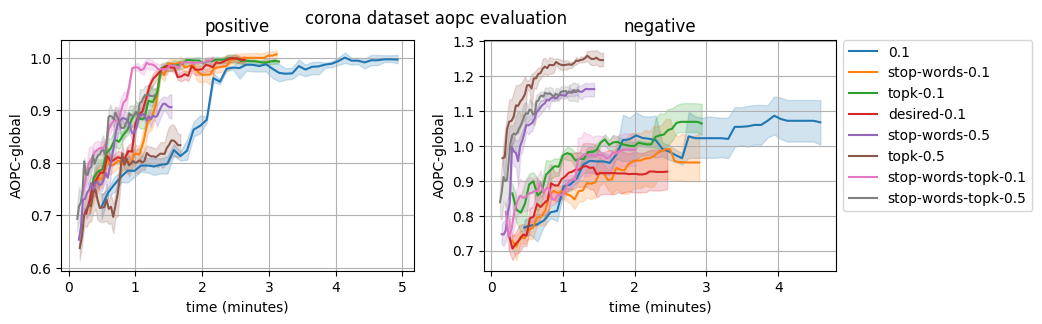 corona dataset aopc evaluation
positive
negative
AOPC-global
1.0
0.9
0.8
0.7
0.6
0 1 2 3 4 5
time (minutes)
AOPC-global
1.3
1.2
1.1
1.0
0.9
0.8
0.7
0 1 2 3 4
time (minutes)
0.1
stop-words-0.1
topk-0.1
desired-0.1
stop-words-0.5
topk-0.5
stop-words-topk-0.1
stop-words-topk-0.5